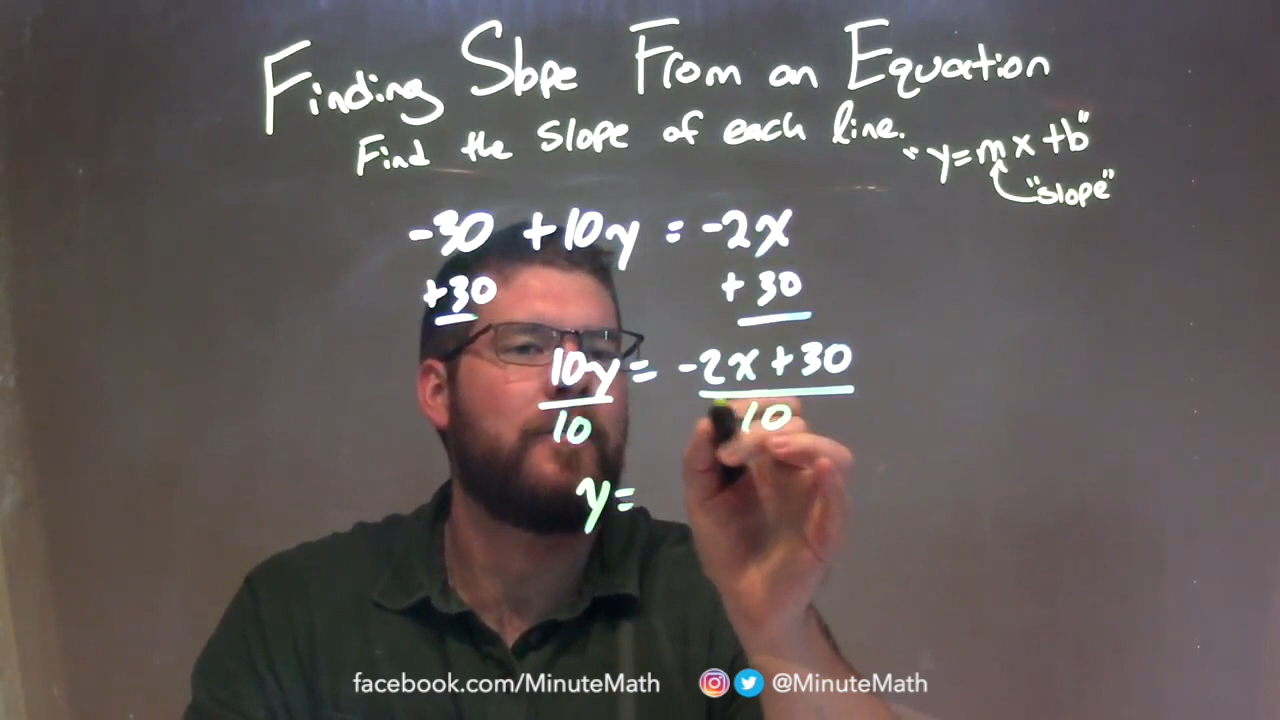 Finding Slope From an Equation
Find the slope of each line.
"y=mx+b"
"slope"
-30 +10y = -2x
+30 + 30
10y = -2x + 30
10 10
y=
facebook.com/MinuteMath @MinuteMath